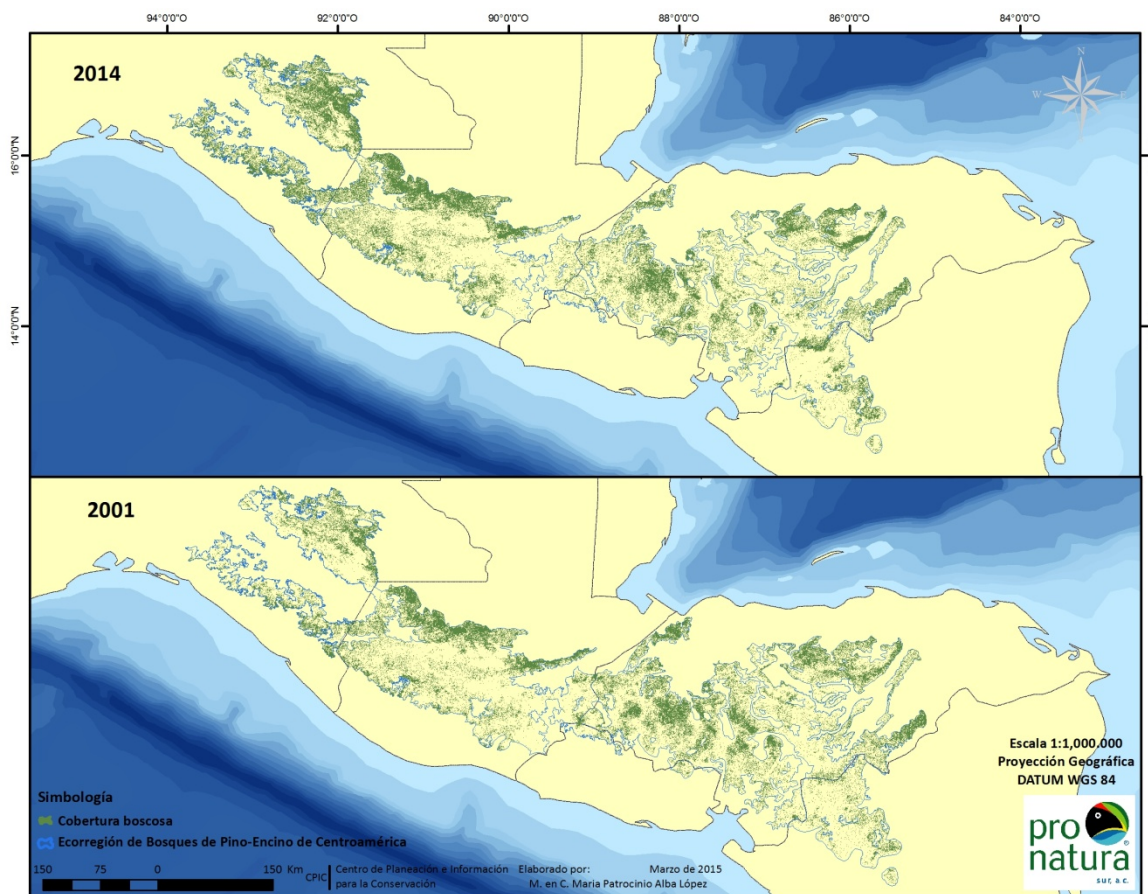 94°0'0"O 92°0'0"O 90°0'0"O 88°0'0"O 86°0'0"O 84°0'0"O
2014
N
W E
S
16°0'0"N
14°0'0"N
2001
Escala 1:1,000.000
Proyección Geográfica
DATUM WGS 84
Simbología
Cobertura boscosa
Ecorregión de Bosques de Pino-Encino de Centroamérica
150 75 0 150 Km
CPIC
Centro de Planeación e Información
para la Conservación
Elaborado por: Marzo de 2015
M. en C. Maria Patrocinio Alba López
pro
natura
sur, a.c.